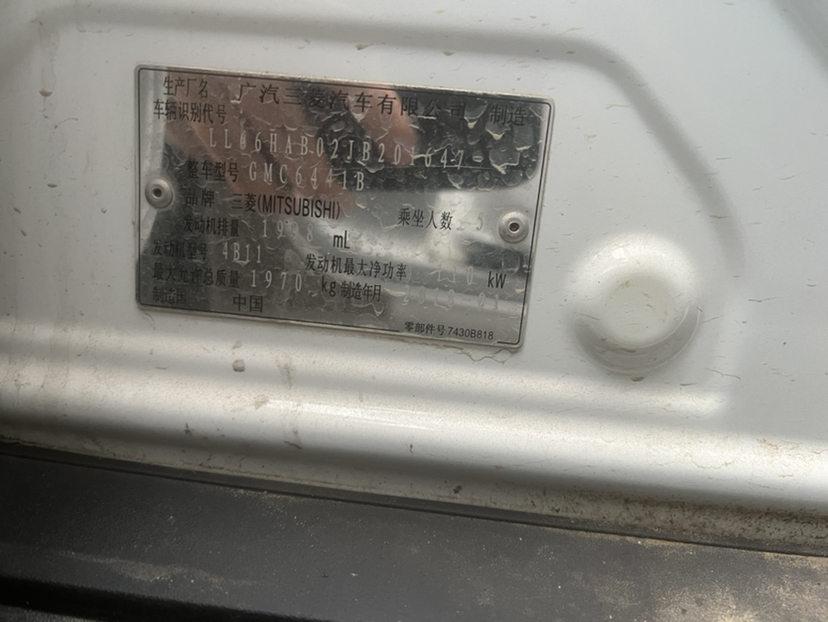 生产厂名 广汽三菱汽车有限公司 制造
车辆识别代号
LL66HAB02JB201647
整车型号 GMC6441B
品牌 三菱(MITSUBISHI) 乘坐人数 5
发动机排量 1998 mL
发动机型号 4B11 发动机最大净功率 kW
最大允许总质量 1970 kg 制造年月
制造国 中国
零部件号 7430B818